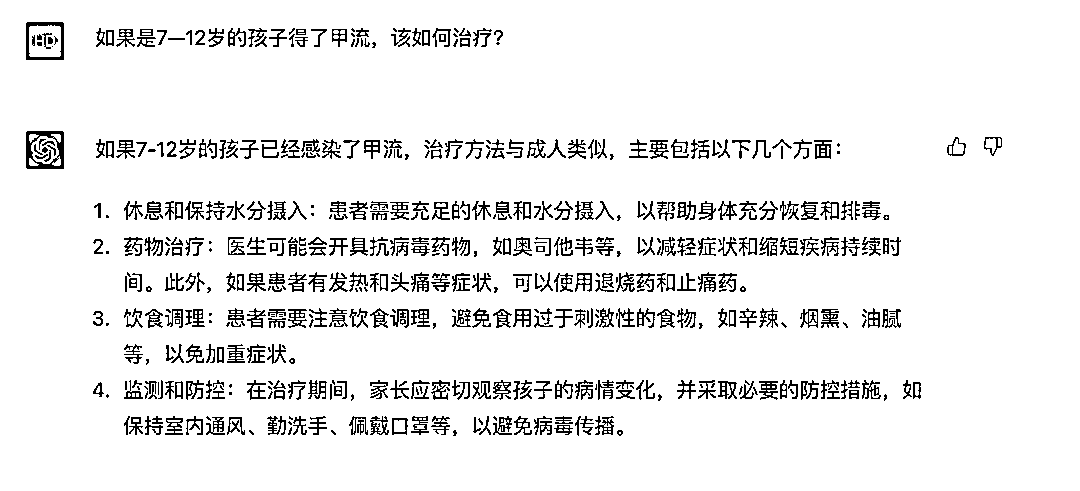 如果是7—12岁的孩子得了甲流，该如何治疗？
如果7-12岁的孩子已经感染了甲流，治疗方法与成人类似，主要包括以下几个方面：
1. 休息和保持水分摄入：患者需要充足的休息和水分摄入，以帮助身体充分恢复和排毒。
2. 药物治疗：医生可能会开具抗病毒药物，如奥司他韦等，以减轻症状和缩短疾病持续时
间。此外，如果患者有发热和头痛等症状，可以使用退烧药和止痛药。
3. 饮食调理：患者需要注意饮食调理，避免食用过于刺激性的食物，如辛辣、烟熏、油腻
等，以免加重症状。
4. 监测和防控：在治疗期间，家长应密切观察孩子的病情变化，并采取必要的防控措施，如
保持室内通风、勤洗手、佩戴口罩等，以避免病毒传播。